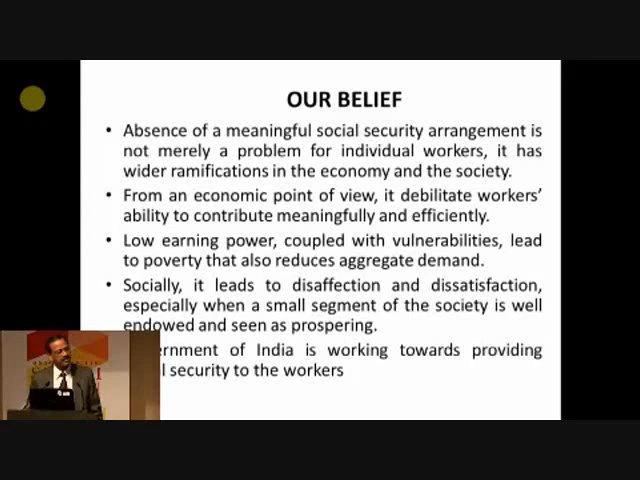 OUR BELIEF
• Absence of a meaningful social security arrangement is
not merely a problem for individual workers, it has
wider ramifications in the economy and the society.
• From an economic point of view, it debilitate workers’
ability to contribute meaningfully and efficiently.
• Low earning power, coupled with vulnerabilities, lead
to poverty that also reduces aggregate demand.
• Socially, it leads to disaffection and dissatisfaction,
especially when a small segment of the society is well
endowed and seen as prospering.
ernment of India is working towards providing
l security to the workers